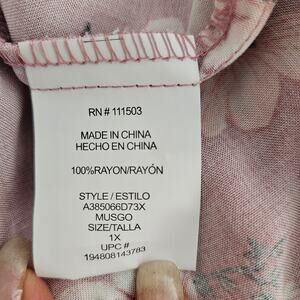 RN # 111503
MADE IN CHINA
HECHO EN CHINA
100%RAYON/RAYÓN
STYLE / ESTILO
A385066D73X
MUSGO
SIZE/TALLA
1X
UPC #
194808143783